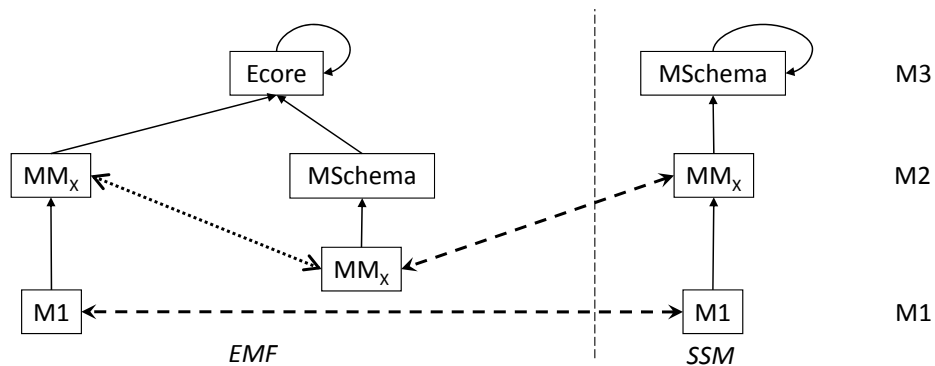 Ecore MSchema M3
MMX MSchema MMX M2
MMX
M1 M1 M1
EMF SSM